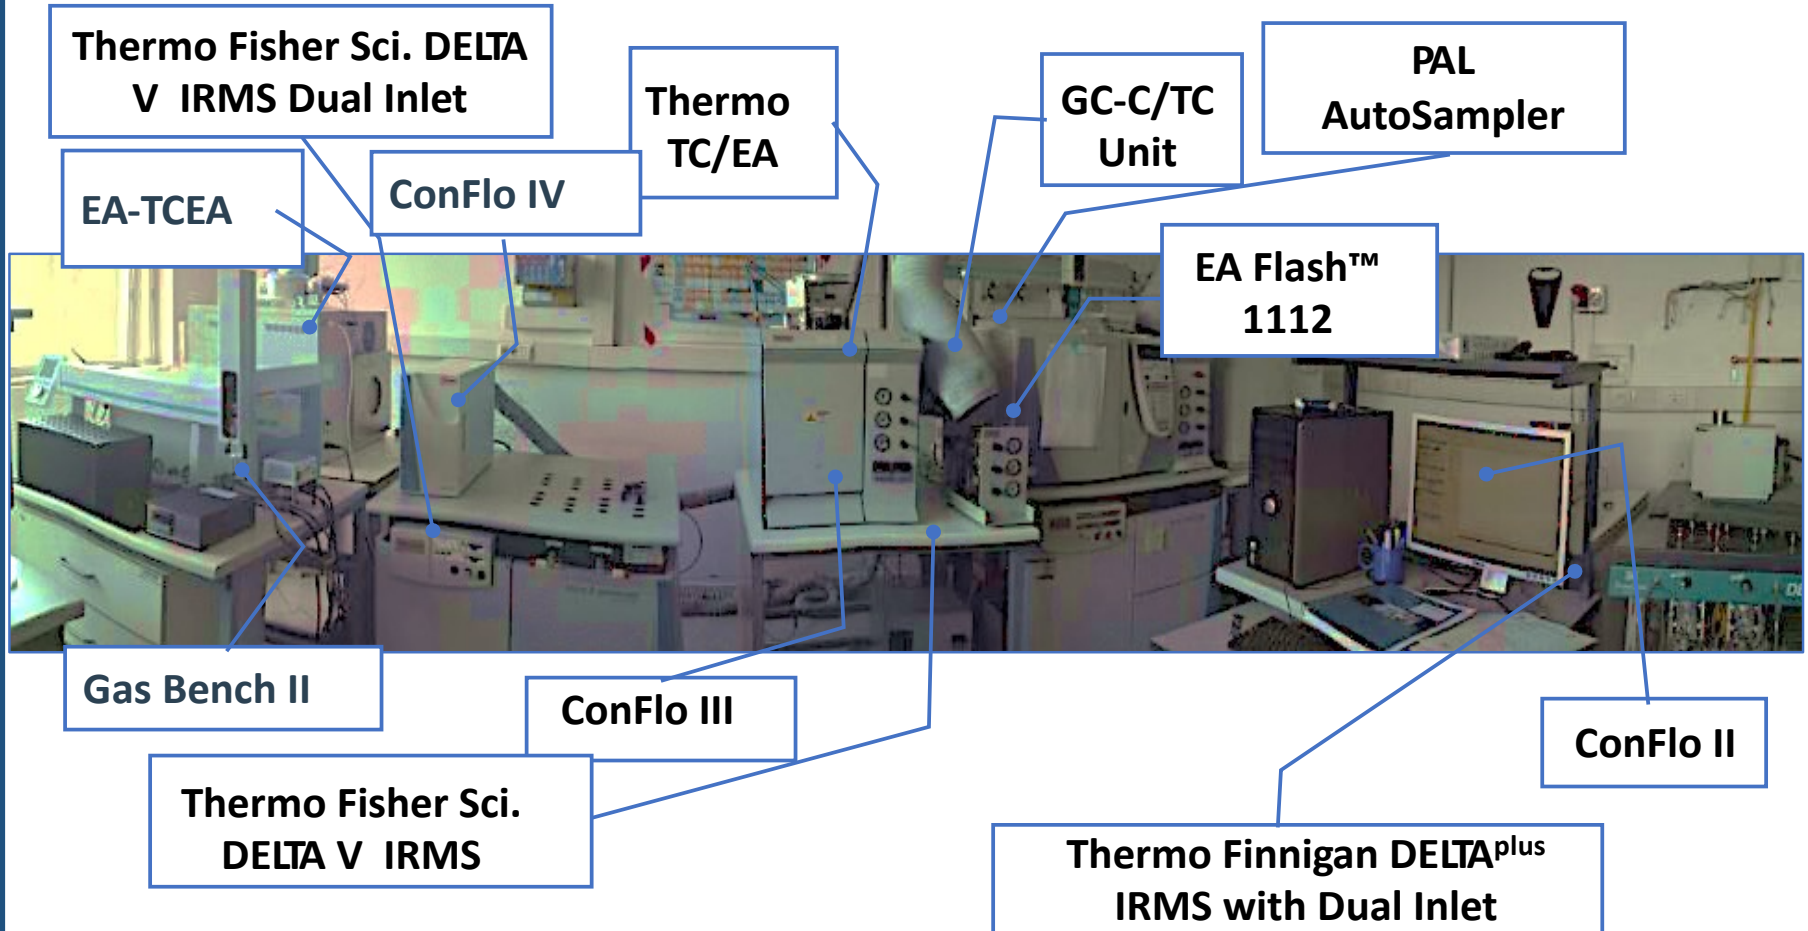 Thermo Fisher Sci. DELTA
V IRMS Dual Inlet
EA-TCEA
ConFlo IV
Thermo
TC/EA
GC-C/TC
Unit
PAL
AutoSampler
EA Flash™
1112
Gas Bench II
ConFlo III
Thermo Fisher Sci.
DELTA V IRMS
ConFlo II
Thermo Finnigan DELTAplus
IRMS with Dual Inlet